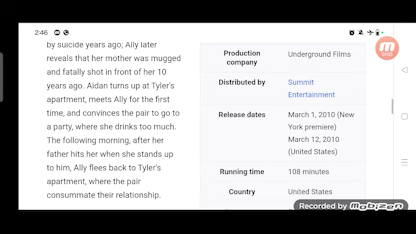 2:46
by suicide years ago; Ally later
reveals that her mother was mugged
and fatally shot in front of her 10
years ago. Aidan turns up at Tyler's
apartment, meets Ally for the first
time, and convinces the pair to go to
a party, where she drinks too much.
The following morning, after her
father hits her when she stands up
to him, Ally flees back to Tyler's
apartment, where the pair
consummate their relationship.
Production
company
Underground Films
Distributed by
Summit
Entertainment
Release dates
March 1, 2010 (New
York premiere)
March 12, 2010
(United States)
Running time
108 minutes
Country
United States
Recorded by
Mobizen